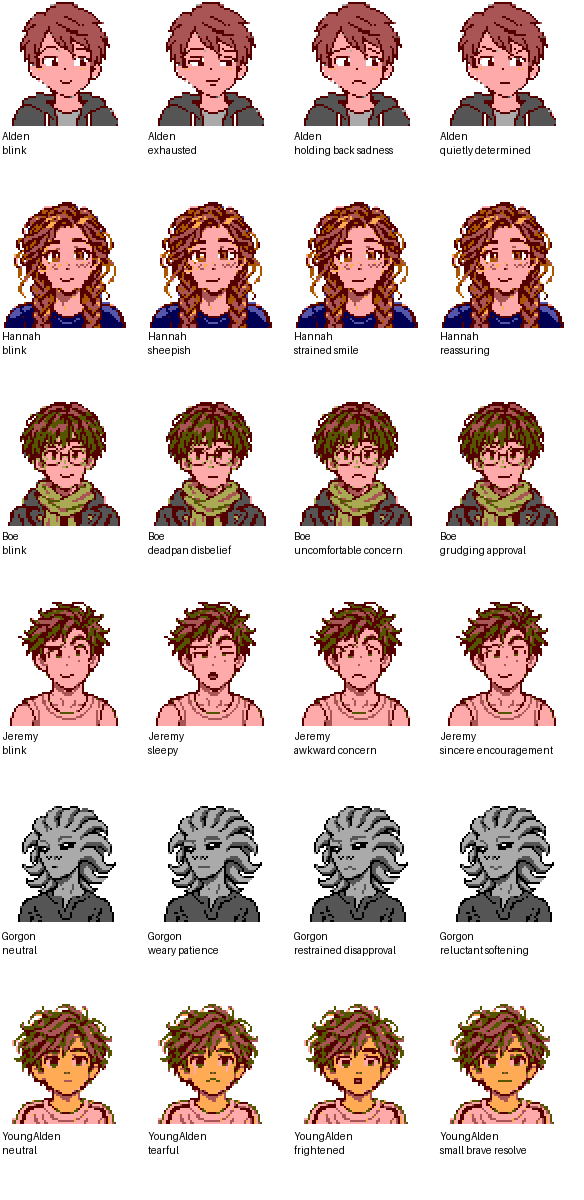 Alden
blink
Alden
exhausted
Alden
holding back sadness
Alden
quietly determined
Hannah
blink
Hannah
sheepish
Hannah
strained smile
Hannah
reassuring
Boe
blink
Boe
deadpan disbelief
Boe
uncomfortable concern
Boe
grudging approval
Jeremy
blink
Jeremy
sleepy
Jeremy
awkward concern
Jeremy
sincere encouragement
Gorgon
neutral
Gorgon
weary patience
Gorgon
restrained disapproval
Gorgon
reluctant softening
YoungAlden
neutral
YoungAlden
tearful
YoungAlden
frightened
YoungAlden
small brave resolve